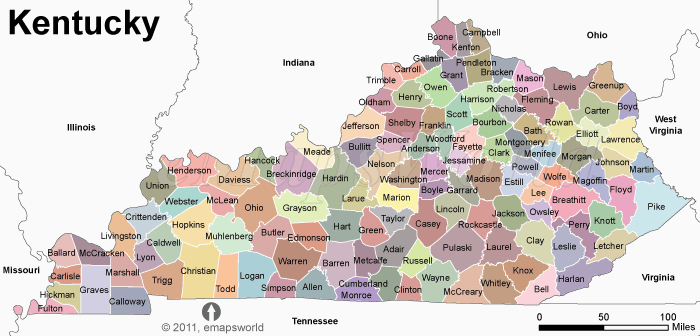 Kentucky
Boone
Campbell
Kenton
Ohio
Gallatin
Pendleton
Indiana
Carroll
Grant
Bracken
Trimble
Mason
Owen
Robertson
Lewis
Greenup
Henry
Harrison
Oldham
Fleming
Boyd
Nicholas
Carter
Scott
Shelby
Franklin
Bourbon
Rowan
West
Virginia
Illinois
Jefferson
Bath
Elliott
Spencer
Woodford
Lawrence
Anderson
Fayette
Montgomery
Meade
Bullitt
Clark
Menifee
Morgan
Hancock
Nelson
Jessamine
Johnson
Henderson
Breckinridge
Hardin
Mercer
Powell
Martin
Daviess
Washington
Madison
Estill
Wolfe
Magoffin
Union
Boyle
Garrard
Lee
Floyd
Webster
McLean
Larue
Marion
Breathitt
Pike
Ohio
Grayson
Lincoln
Jackson
Owsley
Crittenden
Taylor
Knott
Hopkins
Hart
Green
Casey
Rockcastle
Perry
Livingston
Muhlenberg
Butler
Edmonson
Caldwell
Clay
Letcher
Ballard
McCracken
Lyon
Warren
Barren
Metcalfe
Adair
Russell
Pulaski
Laurel
Leslie
Missouri
Carlisle
Marshall
Trigg
Christian
Todd
Logan
Simpson
Allen
Monroe
Cumberland
Clinton
Wayne
McCreary
Whitley
Knox
Bell
Harlan
Virginia
Hickman
Graves
Calloway
Fulton
© 2011, emapsworld
Tennessee
0 50 100
Miles